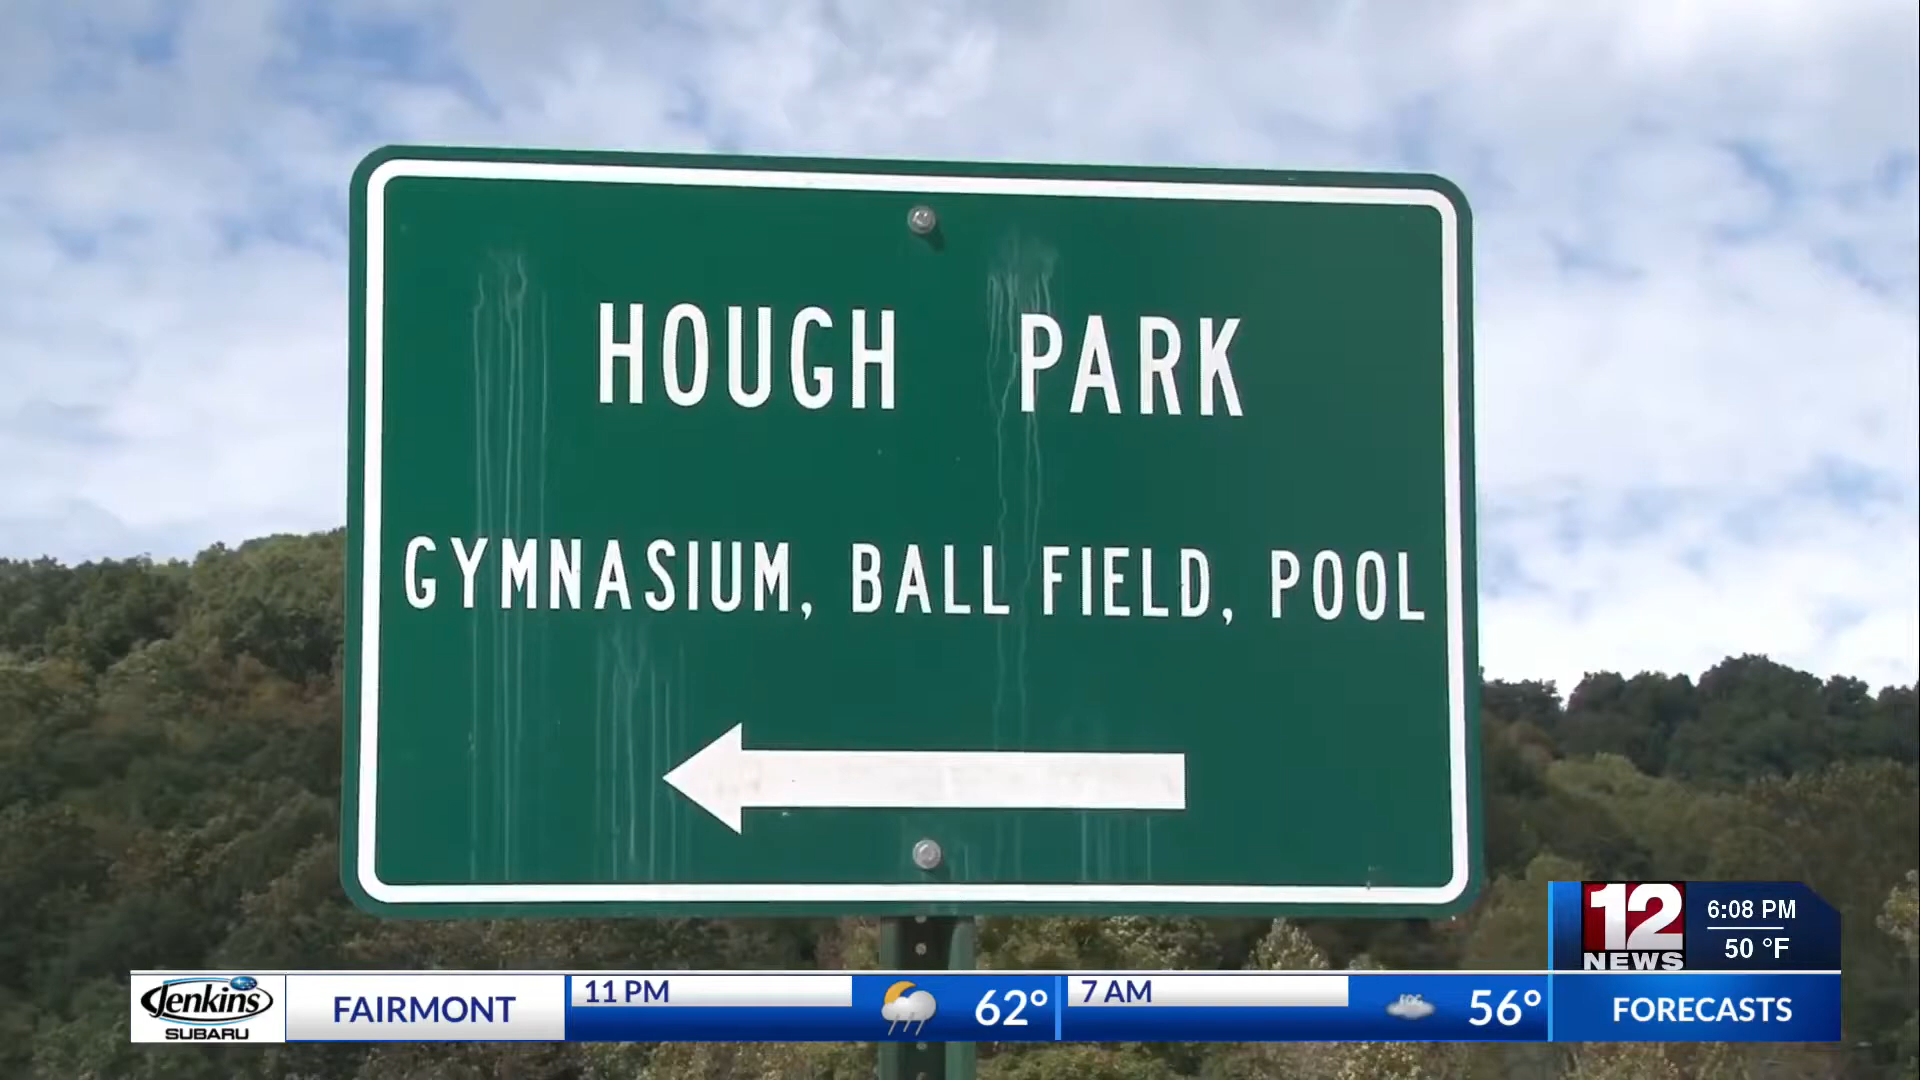 HOUGH PARK
GYMNASIUM, BALL FIELD, POOL
12 NEWS
6:08 PM
50 °F
Jenkins SUBARU
FAIRMONT
11 PM
62°
7 AM
FOG
56°
FORECASTS